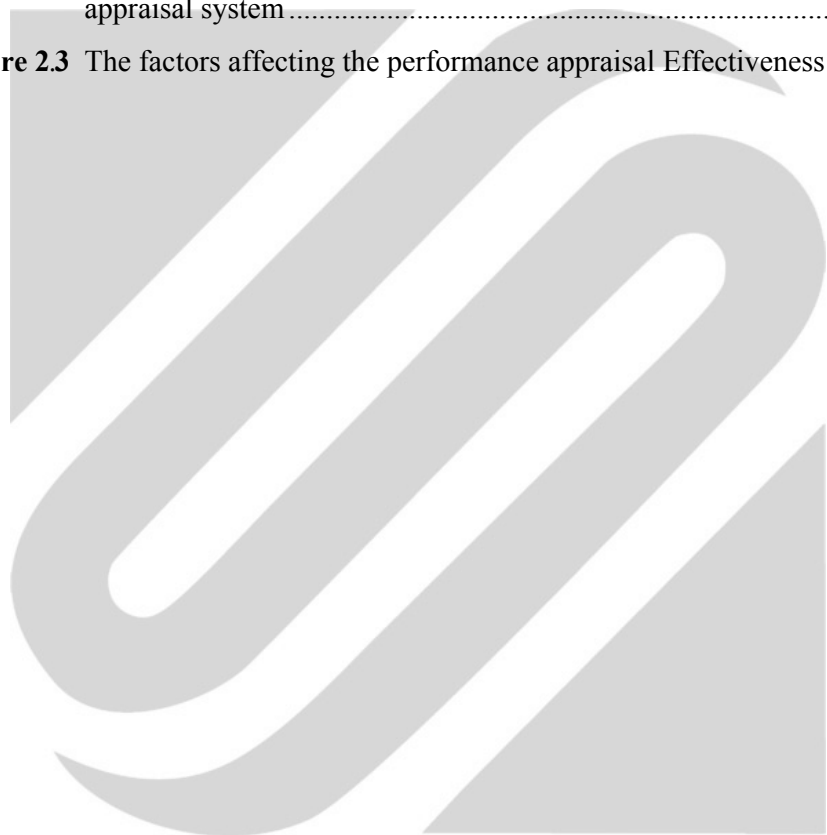 appraisal system ........................................................................
re 2.3 The factors affecting the performance appraisal Effectiveness